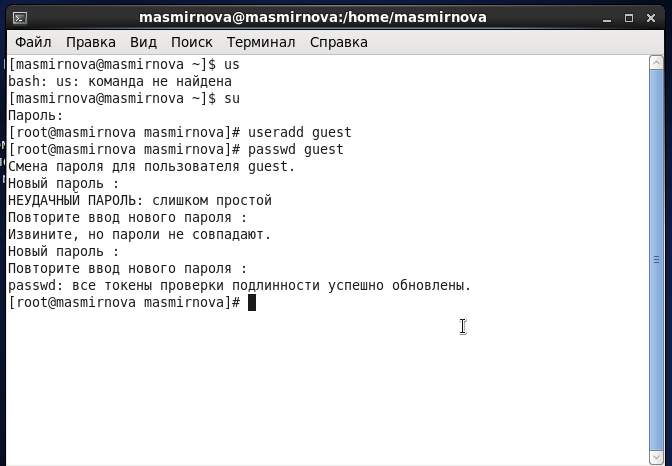 masmirnova@masmirnova:/home/masmirnova
Файл Правка Вид Поиск Терминал Справка
[masmirnova@masmirnova ~]$ us
bash: us: команда не найдена
[masmirnova@masmirnova ~]$ su
Пароль:
[root@masmirnova masmirnova]# useradd guest
[root@masmirnova masmirnova]# passwd guest
Смена пароля для пользователя guest.
Новый пароль :
НЕУДАЧНЫЙ ПАРОЛЬ: слишком простой
Повторите ввод нового пароля :
Извините, но пароли не совпадают.
Новый пароль :
Повторите ввод нового пароля :
passwd: все токены проверки подлинности успешно обновлены.
[root@masmirnova masmirnova]#